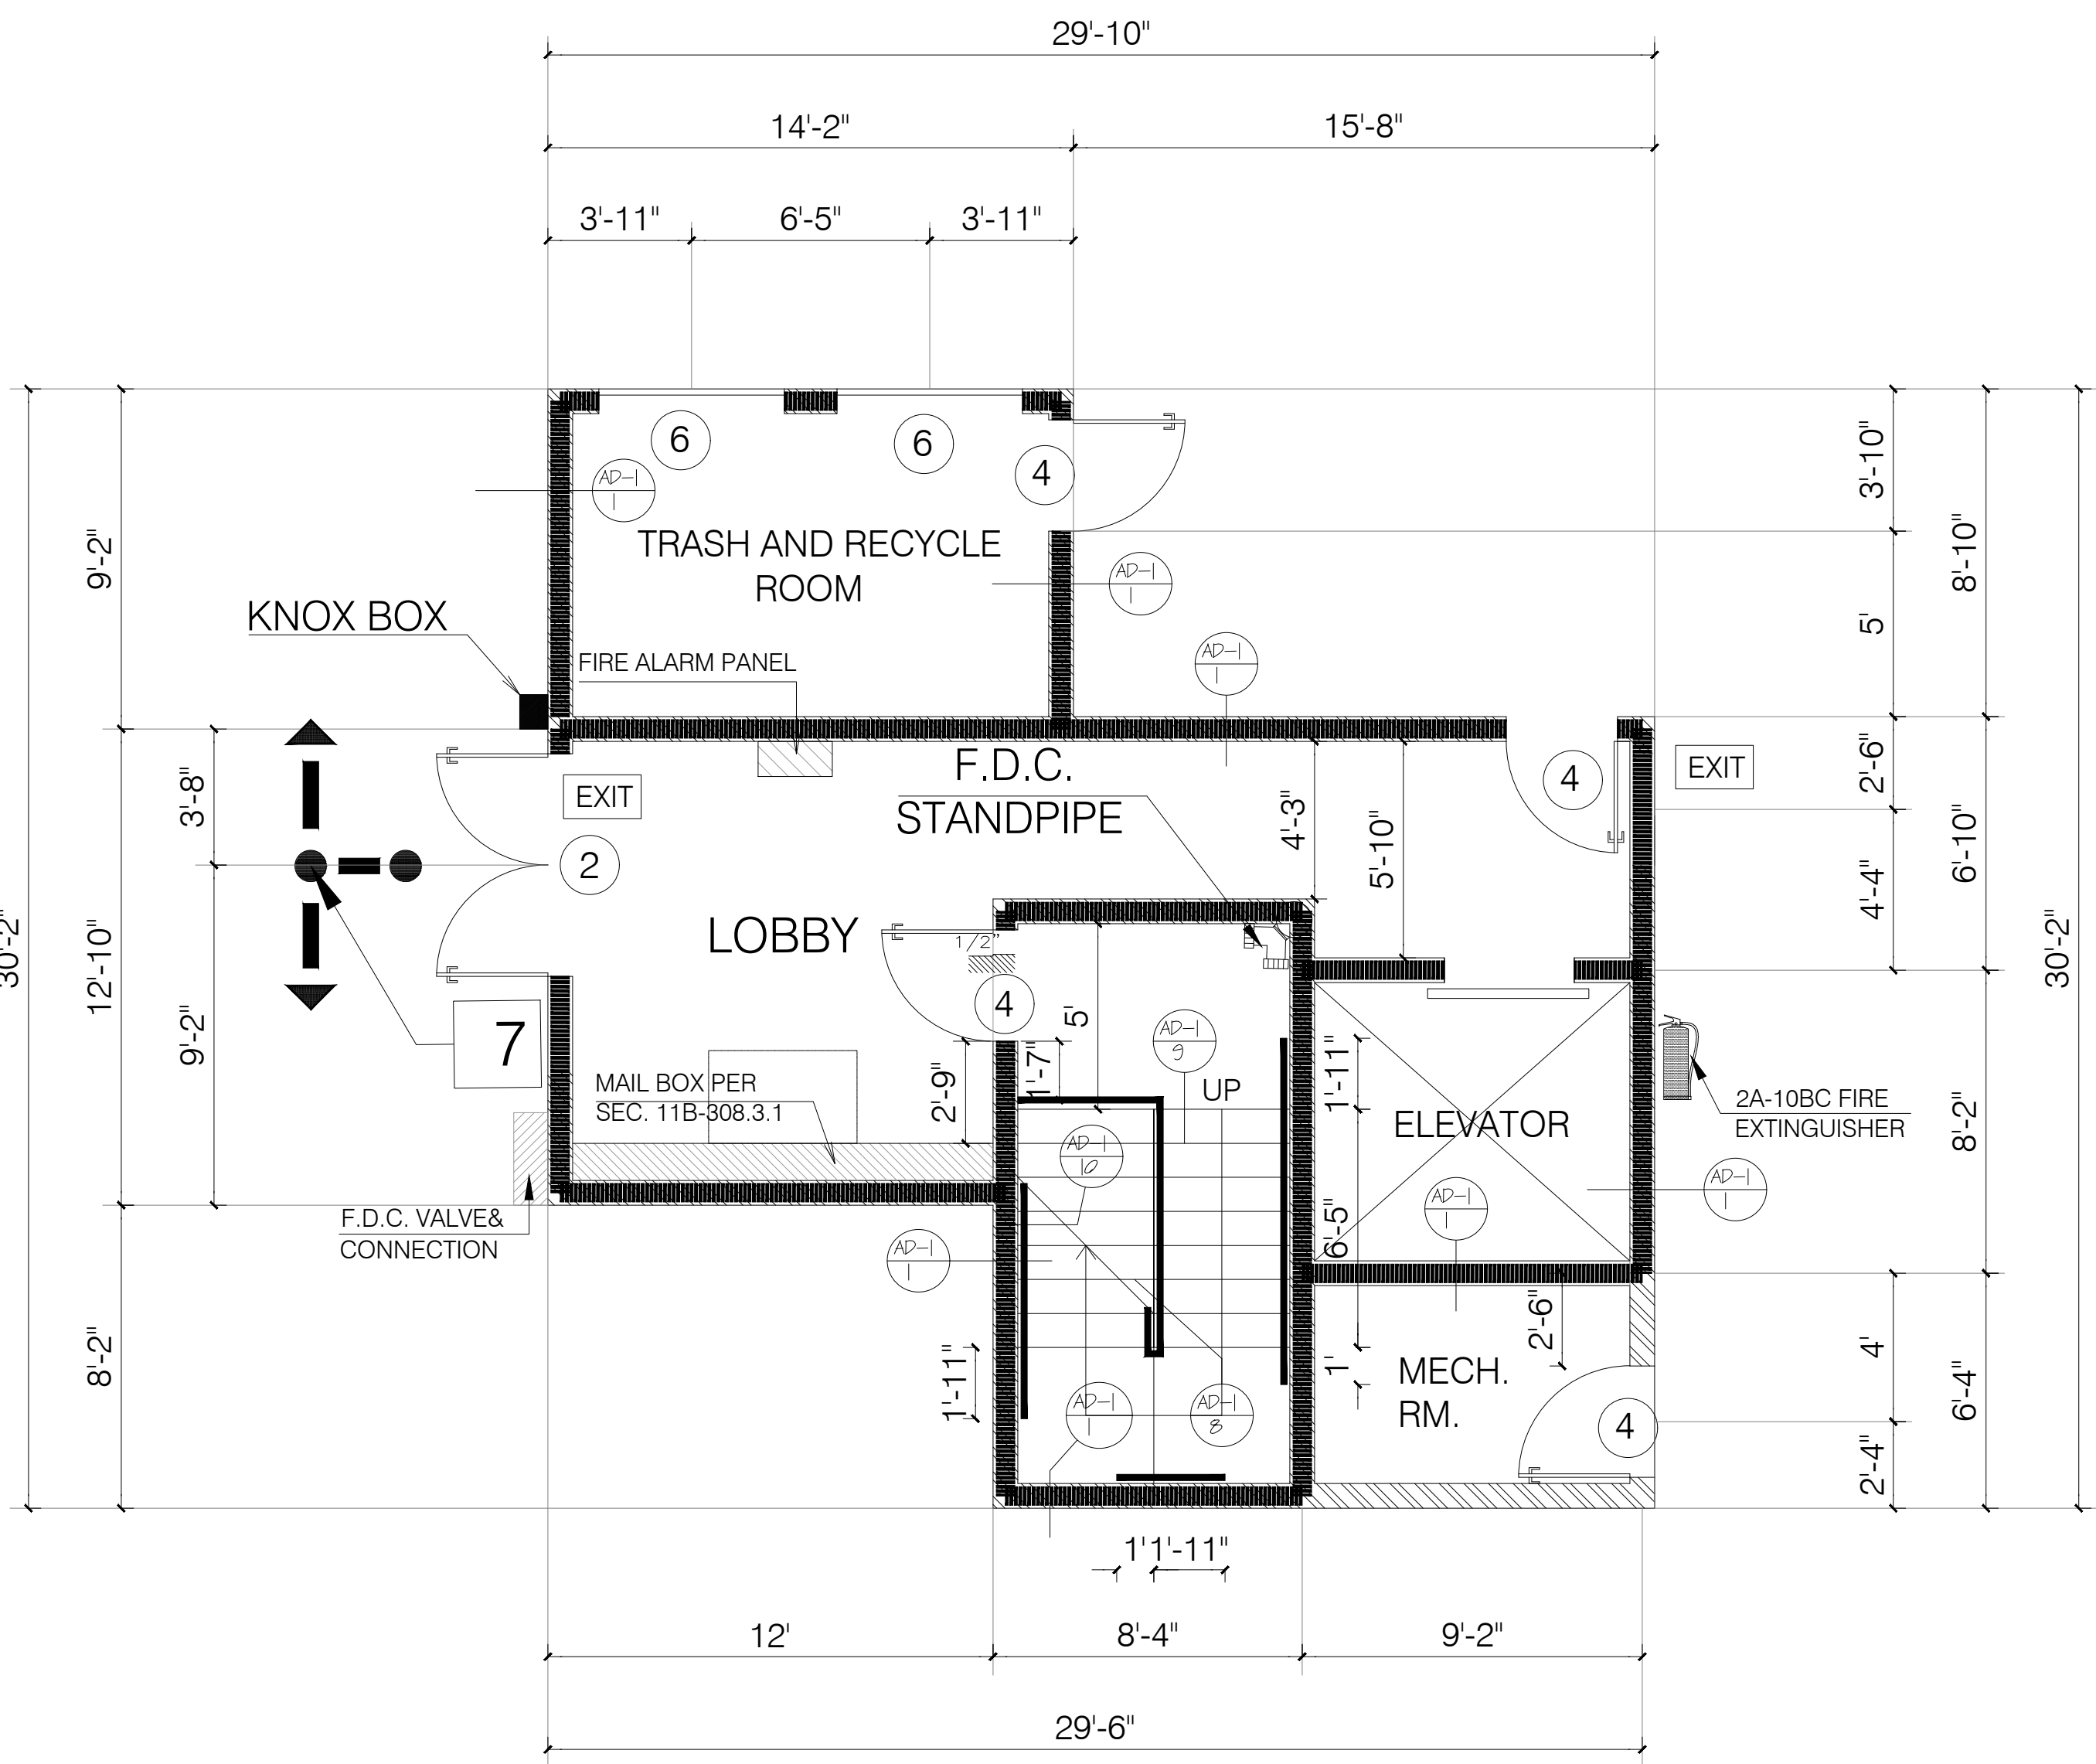 29'-10"
14'-2"
15'-8"
3'-11"
6'-5"
3'-11"
6
6
4
AD-1
1
TRASH AND RECYCLE
ROOM
AD-1
1
KNOX BOX
FIRE ALARM PANEL
AD-1
1
EXIT
2
F.D.C.
STANDPIPE
4'-3"
5'-10"
4
EXIT
LOBBY
1/2"
4
5'
7
MAIL BOX PER
SEC. 11B-308.3.1
2'-9"
1'-7"
AD-1
9
UP
AD-1
10
1'-11"
ELEVATOR
2A-10BC FIRE
EXTINGUISHER
AD-1
1
AD-1
1
6'-5"
F.D.C. VALVE&
CONNECTION
AD-1
1
1'-11"
AD-1
1
AD-1
8
1'
2'-6"
MECH.
RM.
4
9'-2"
3'-8"
12'-10"
9'-2"
30'-2"
8'-2"
3'-10"
5'
8'-10"
2'-6"
4'-4"
6'-10"
30'-2"
8'-2"
4'
6'-4"
2'-4"
1'1'-11"
12'
8'-4"
9'-2"
29'-6"